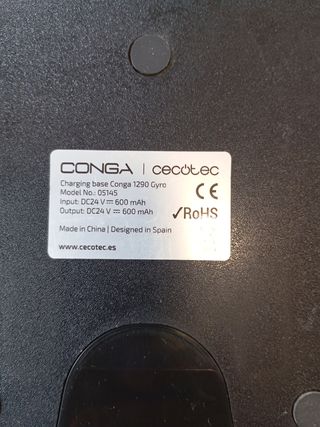 CONGA | cecotec
Charging base Conga 1290 Gyro
Model No.: 05145
Input: DC24 V ⎓ 600 mAh
Output: DC24 V ⎓ 600 mAh
CE
✓RoHS
Made in China | Designed in Spain
www.cecotec.es